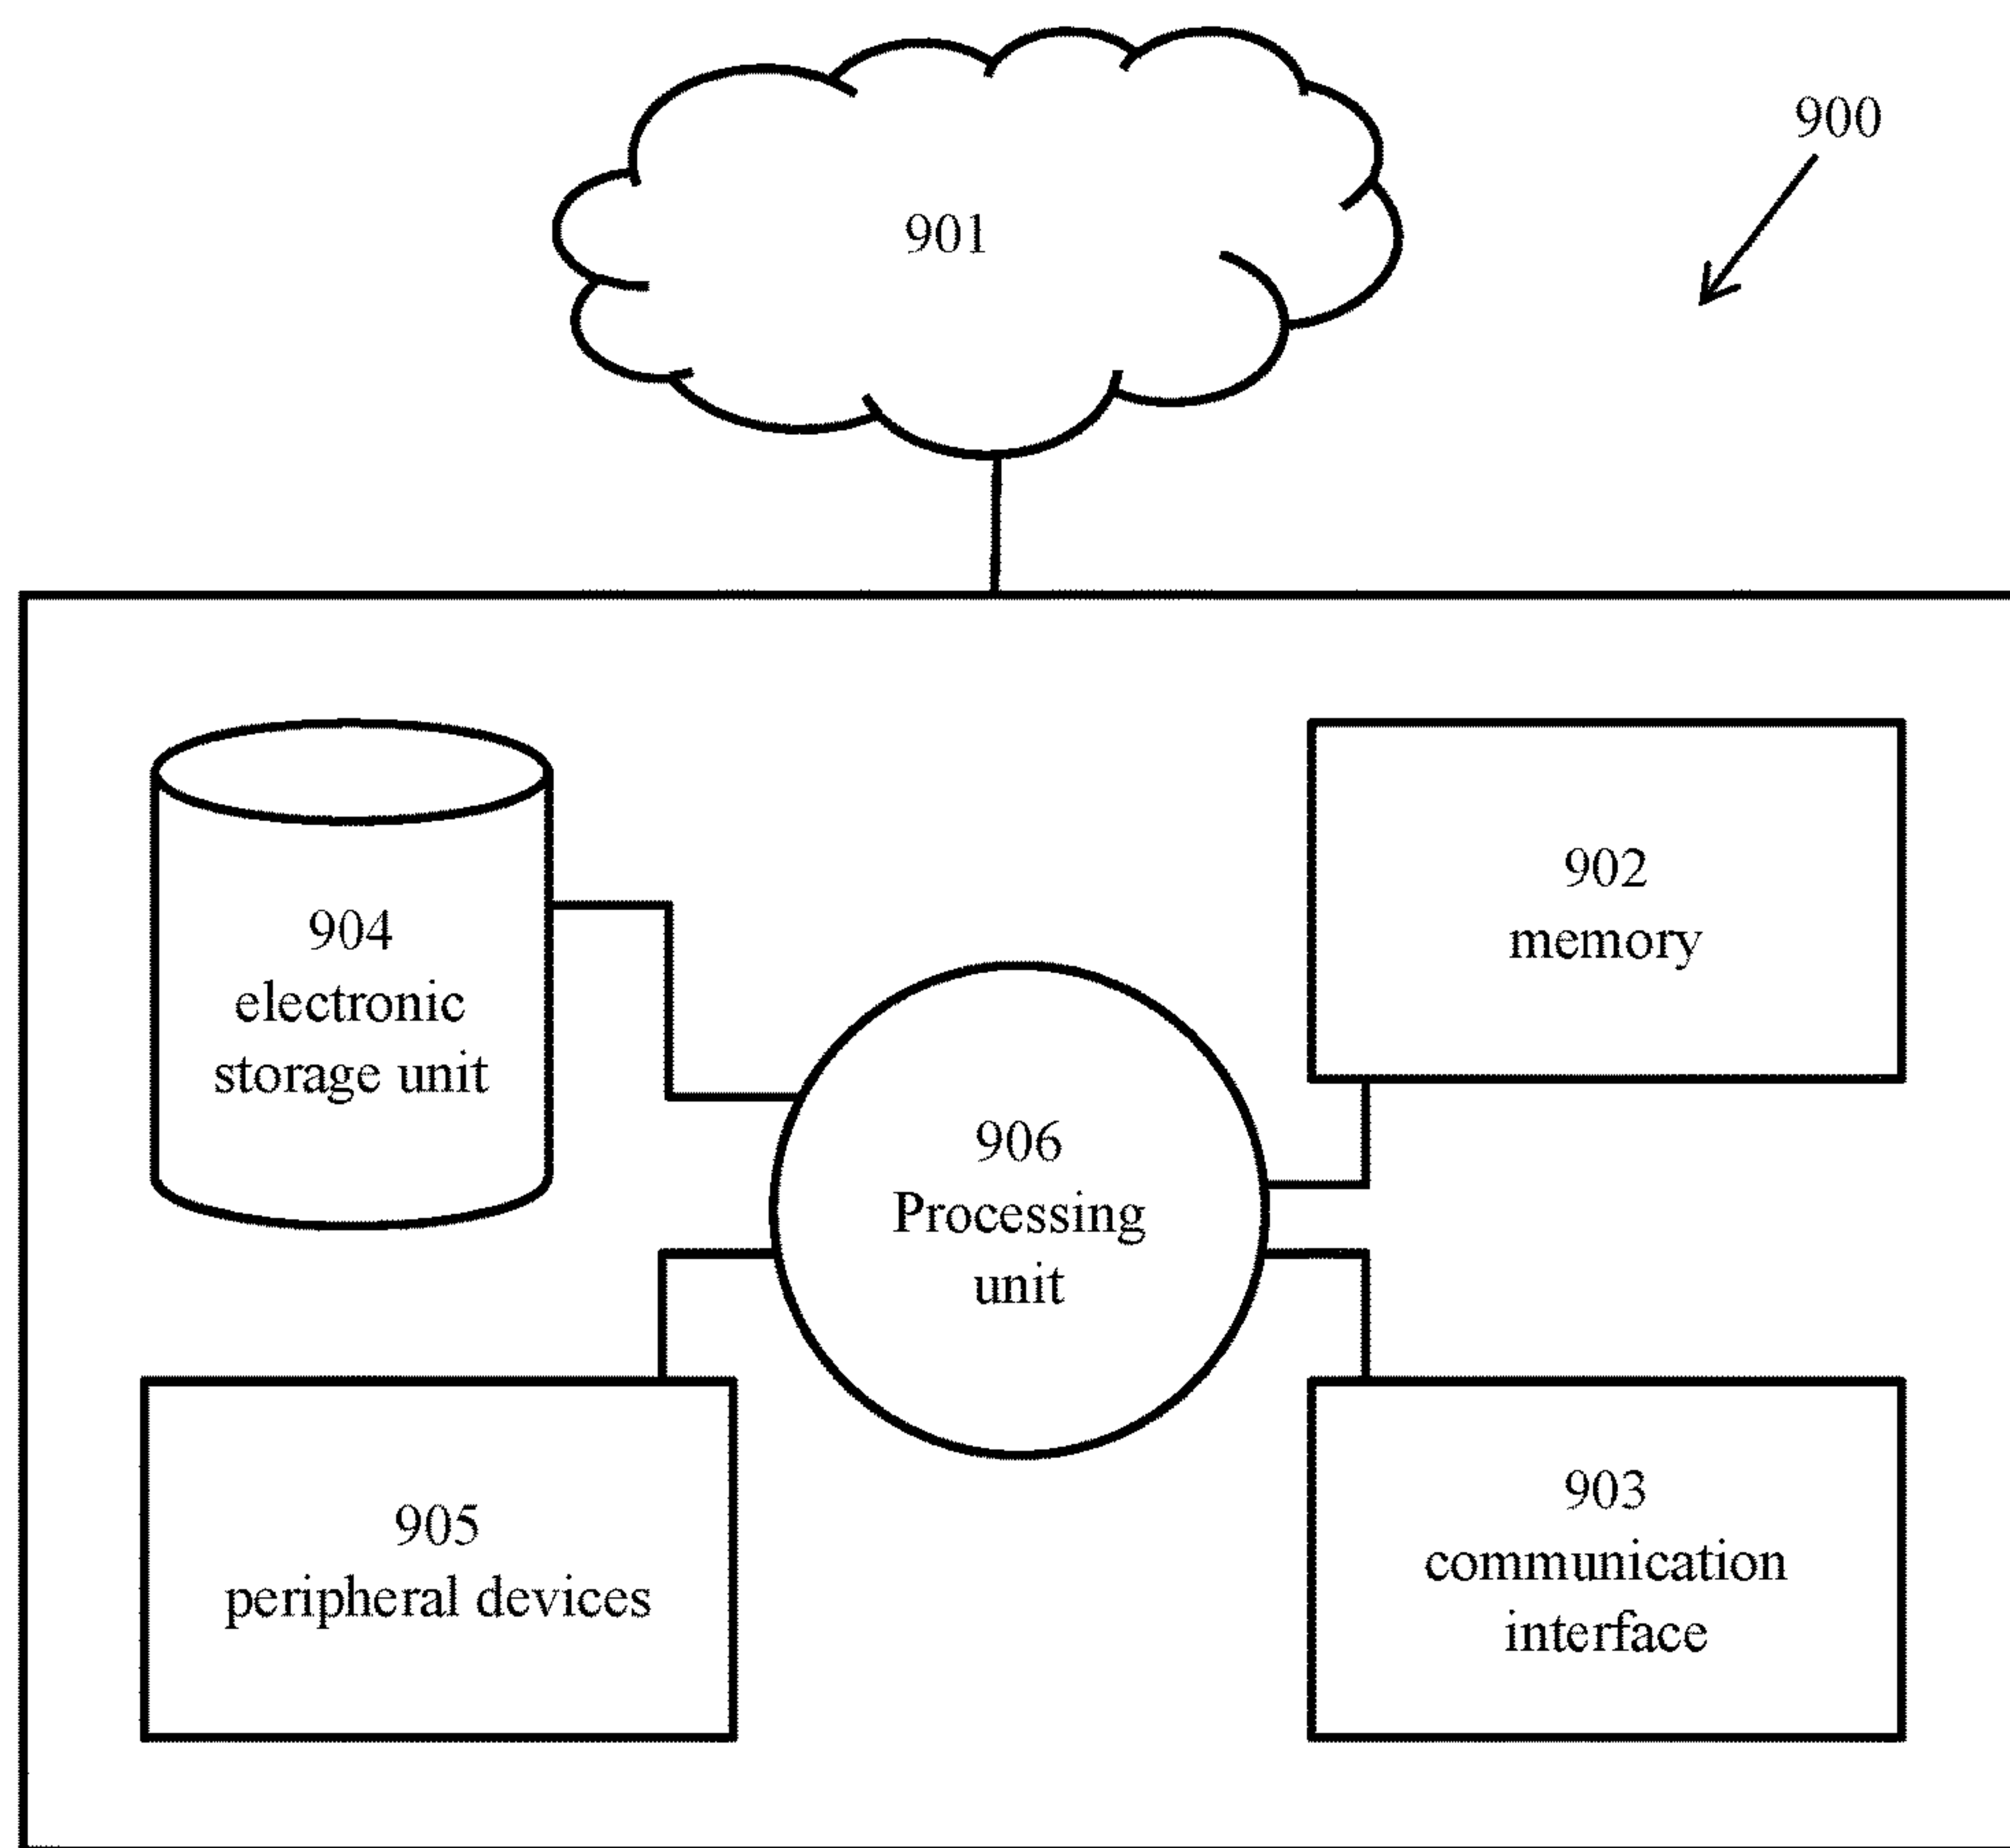 900
901
904
electronic
storage unit
902
memory
906
Processing
unit
905
peripheral devices
903
communication
interface